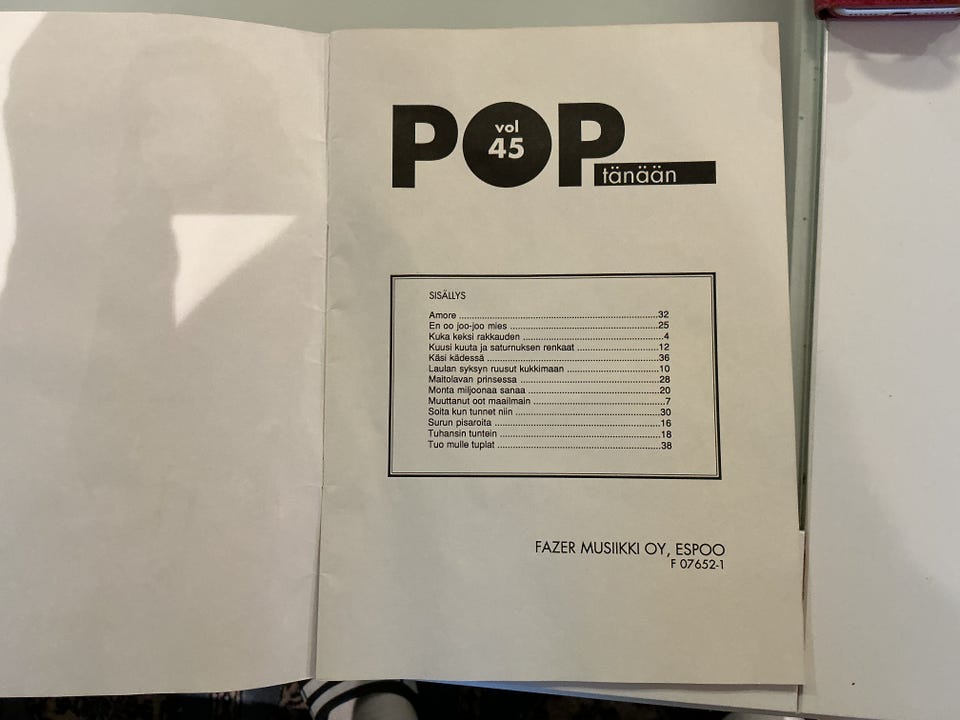 POP
vol
45
tänään
SISÄLLYS
Amore ........ 32
En oo joo-joo mies ........ 25
Kuka keksi rakkauden ........ 4
Kuusi kuuta ja saturnuksen renkaat ........ 12
Käsi kädessä ........ 36
Laulan syksyn ruusut kukkimaan ........ 10
Maitolavan prinsessa ........ 28
Monta miljoonaa sanaa ........ 20
Muuttanut oot maailmain ........ 7
Soita kun tunnet niin ........ 30
Surun pisaroita ........ 16
Tuhansin tuntein ........ 18
Tuo mulle tuplat ........ 38
FAZER MUSIIKKI OY, ESPOO
F 07652-1